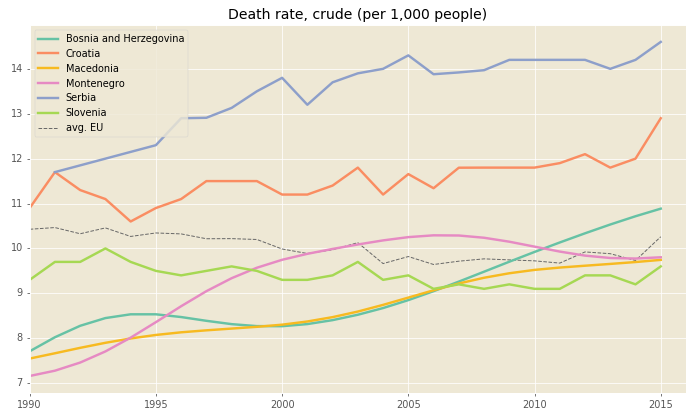 Death rate, crude (per 1,000 people)
Bosnia and Herzegovina
Croatia
Macedonia
Montenegro
Serbia
Slovenia
avg. EU
14
13
12
11
10
9
8
7
1990 1995 2000 2005 2010 2015